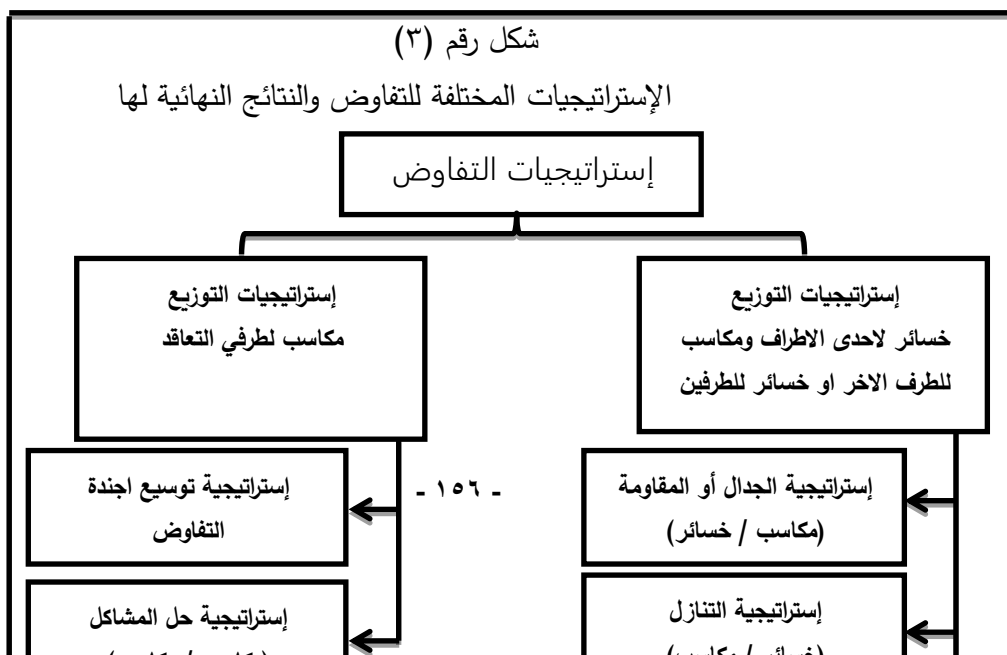 شكل رقم (٣)
الإستراتيجيات المختلفة للتفاوض والنتائج النهائية لها
إستراتيجيات التفاوض
إستراتيجيات التوزيع
خسائر لاحدى الاطراف ومكاسب
للطرف الاخر او خسائر للطرفين
إستراتيجيات التوزيع
مكاسب لطرفي التعاقد
إستراتيجية الجدال أو المقاومة
(مكاسب / خسائر)
- ١٥٦ -
إستراتيجية توسيع اجندة
التفاوض
إستراتيجية التنازل
(خسائر / مكاسب)
إستراتيجية حل المشاكل